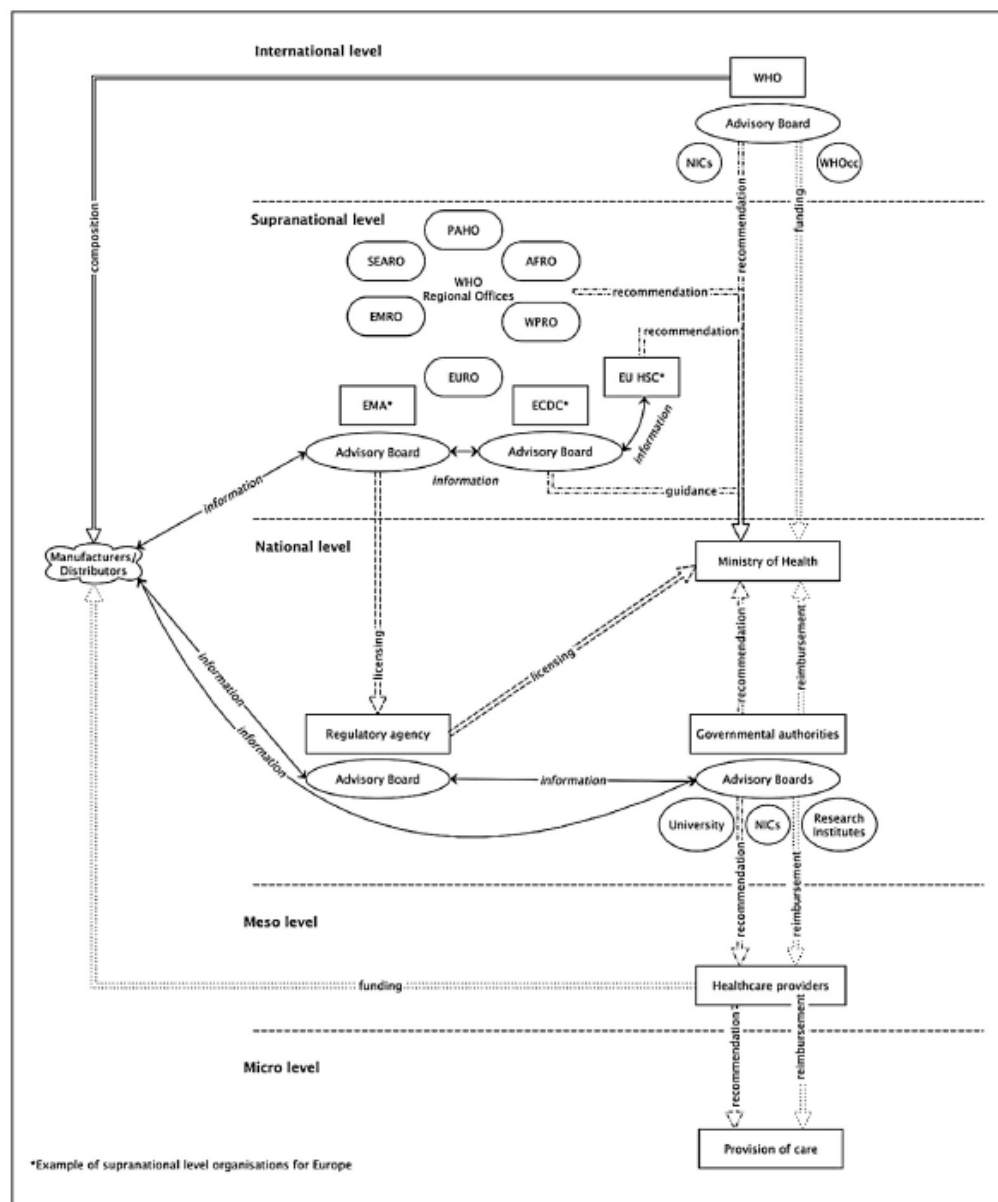 International level
WHO
Advisory Board
NICs
WHOcc
composition
recommendation
funding
Supranational level
PAHO
SEARO
AFRO
WHO
Regional Offices
EMRO
WPRO
EURO
recommendation
recommendation
EU HSC*
EMA*
ECDC*
Advisory Board
Advisory Board
information
information
information
guidance
National level
Manufacturers/
Distributors
Ministry of Health
licensing
licensing
recommendation
reimbursement
information
information
Regulatory agency
Governmental authorities
Advisory Board
information
Advisory Boards
University
NICs
Research
Institutes
recommendation
reimbursement
Meso level
Healthcare providers
funding
Micro level
recommendation
reimbursement
Provision of care
*Example of supranational level organisations for Europe